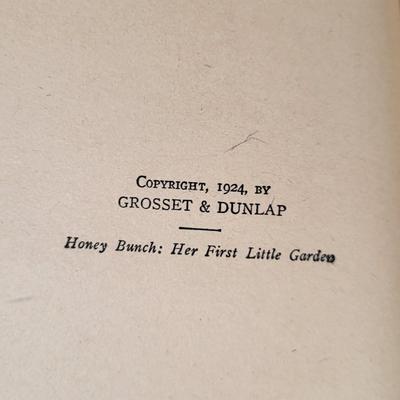 Copyright, 1924, by
GROSSET & DUNLAP
Honey Bunch: Her First Little Garden